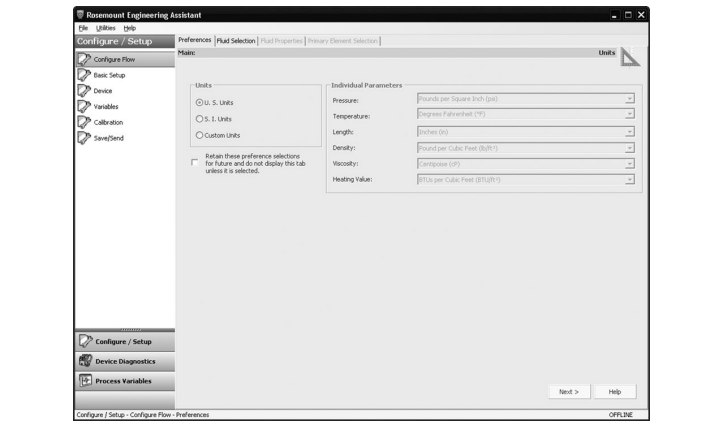 Rosemount Engineering Assistant
File Utilities Help
Configure / Setup
Preferences Fluid Selection Fluid Properties Primary Element Selection
Main: Units
Configure Flow
Basic Setup
Device
Variables
Calibration
Save/Send
Units
U. S. Units
S. I. Units
Custom Units
Retain these preference selections
for future and do not display this tab
unless it is selected.
Individual Parameters
Pressure: Pounds per Square Inch (psi)
Temperature: Degrees Fahrenheit (°F)
Length: Inches (in)
Density: Pound per Cubic Feet (lb/ft³)
Viscosity: Centipoise (cP)
Heating Value: BTUs per Cubic Feet (BTU/ft³)
Configure / Setup
Device Diagnostics
Process Variables
Next > Help
Configure / Setup - Configure Flow - Preferences OFFLINE